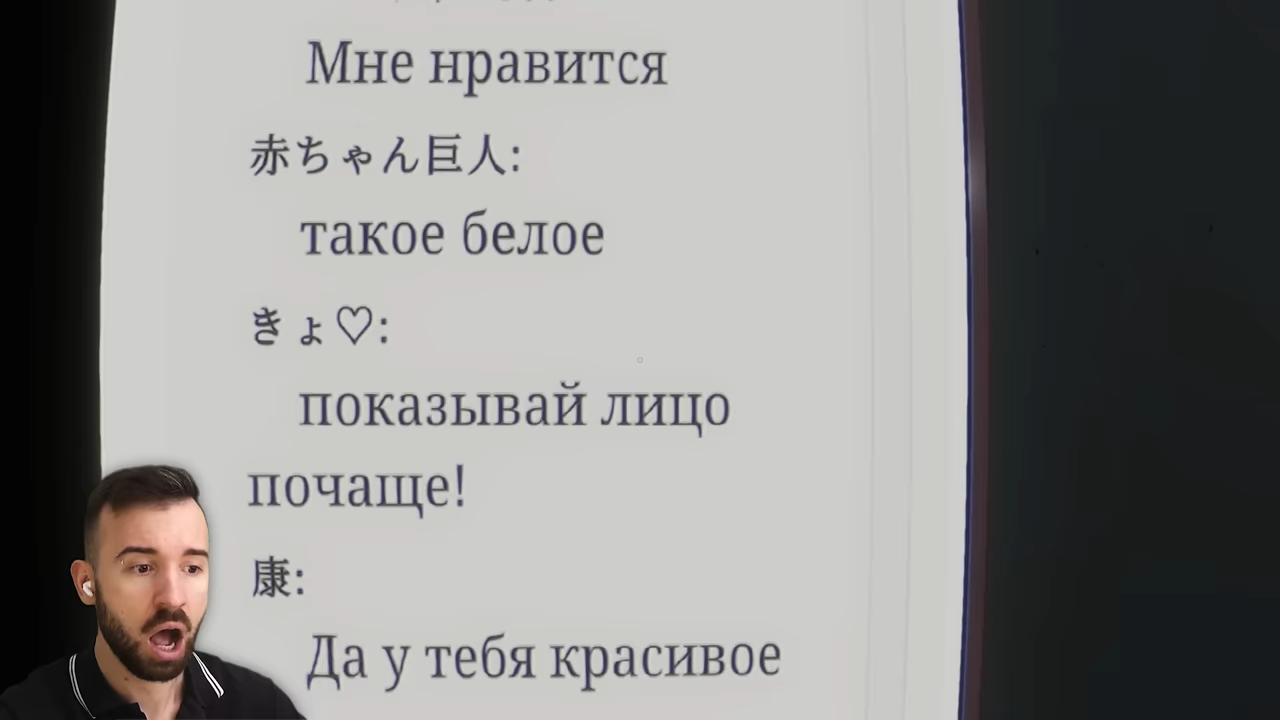 Мне нравится
赤ちゃん巨人:
такое белое
きょ♡:
показывай лицо
почаще!
康:
Да у тебя красивое